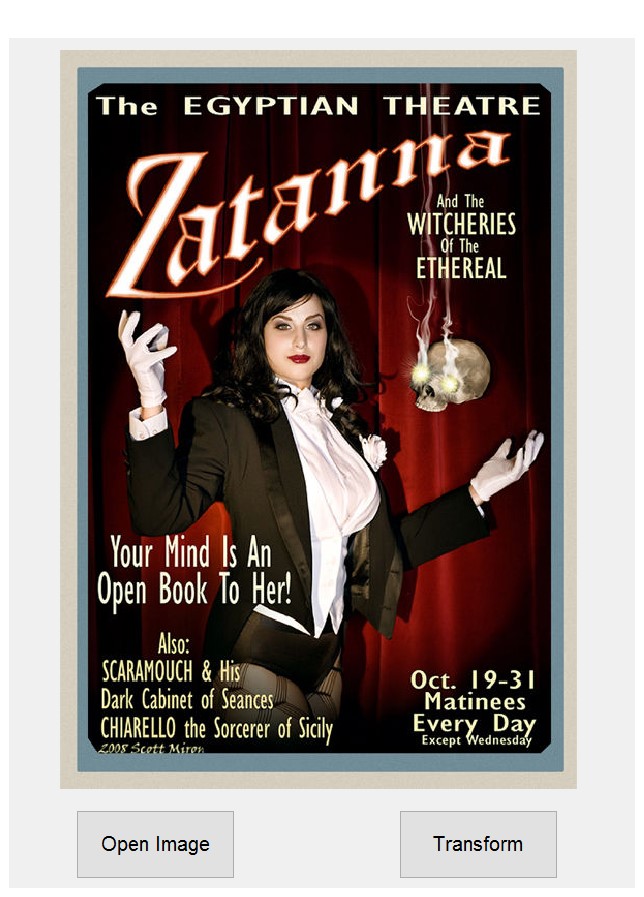 The EGYPTIAN THEATRE
Zatanna
And The
WITCHERIES
Of The
ETHEREAL
Your Mind Is An
Open Book To Her!
Also:
SCARAMOUCH & His
Dark Cabinet of Seances
CHIARELLO the Sorcerer of Sicily
2008 Scott Miron
Oct. 19-31
Matinees
Every Day
Except Wednesday
Open Image
Transform